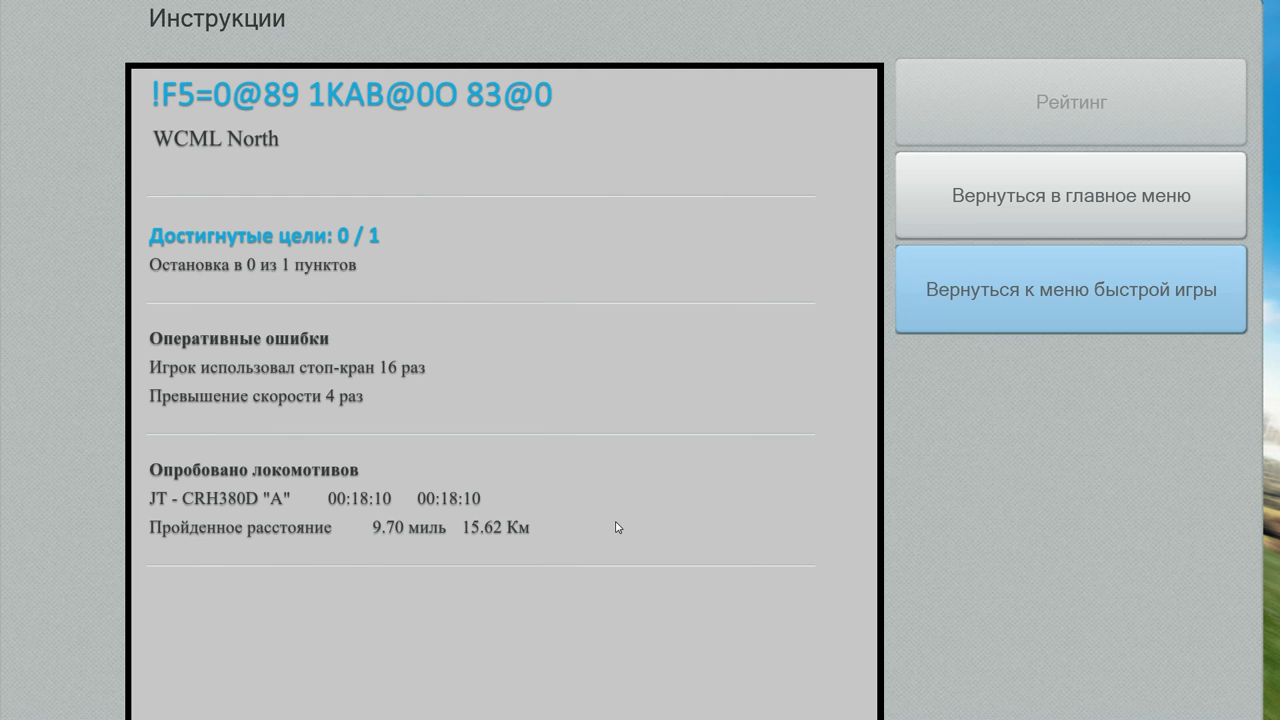 Инструкции
!F5=0@89 1KAB@0O 83@0
WCML North
Достигнутые цели: 0 / 1
Остановка в 0 из 1 пунктов
Оперативные ошибки
Игрок использовал стоп-кран 16 раз
Превышение скорости 4 раз
Опробовано локомотивов
JT - CRH380D "A" 00:18:10 00:18:10
Пройденное расстояние 9.70 миль 15.62 Км
Рейтинг
Вернуться в главное меню
Вернуться к меню быстрой игры